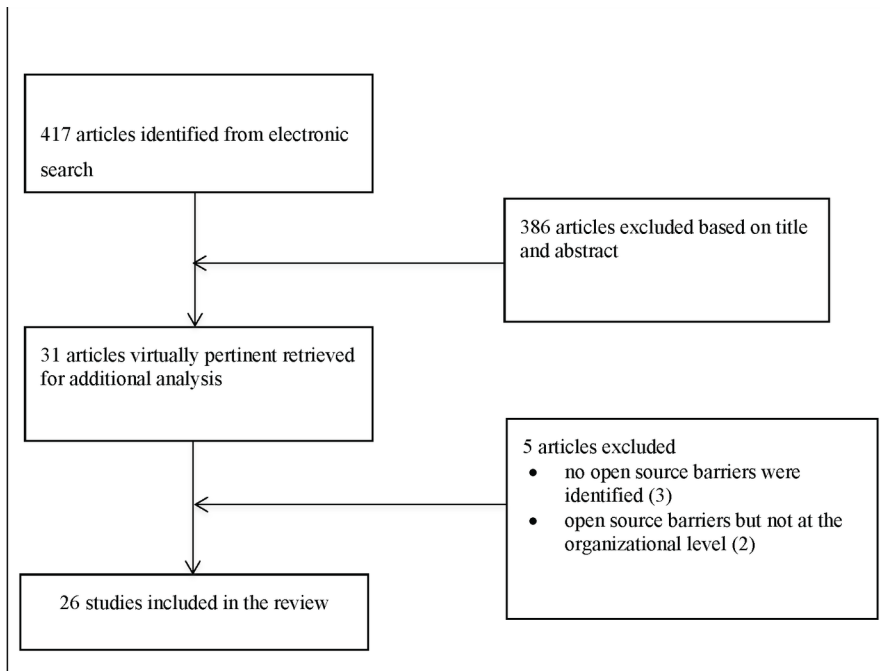 417 articles identified from electronic
search
386 articles excluded based on title
and abstract
31 articles virtually pertinent retrieved
for additional analysis
5 articles excluded
• no open source barriers were
identified (3)
• open source barriers but not at the
organizational level (2)
26 studies included in the review